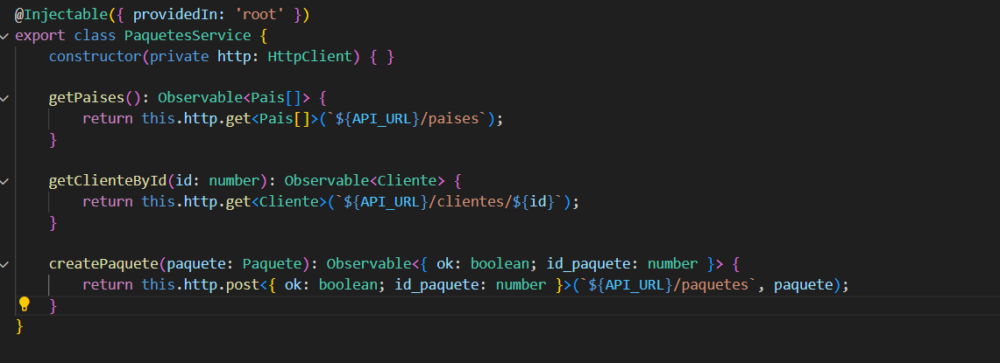 @Injectable({ providedIn: 'root' })
export class PaquetesService {
    constructor(private http: HttpClient) { }

    getPaises(): Observable<Pais[]> {
        return this.http.get<Pais[]>(`${API_URL}/paises`);
    }

    getClienteById(id: number): Observable<Cliente> {
        return this.http.get<Cliente>(`${API_URL}/clientes/${id}`);
    }

    createPaquete(paquete: Paquete): Observable<{ ok: boolean; id_paquete: number }> {
        return this.http.post<{ ok: boolean; id_paquete: number }>(`${API_URL}/paquetes`, paquete);
    }
}